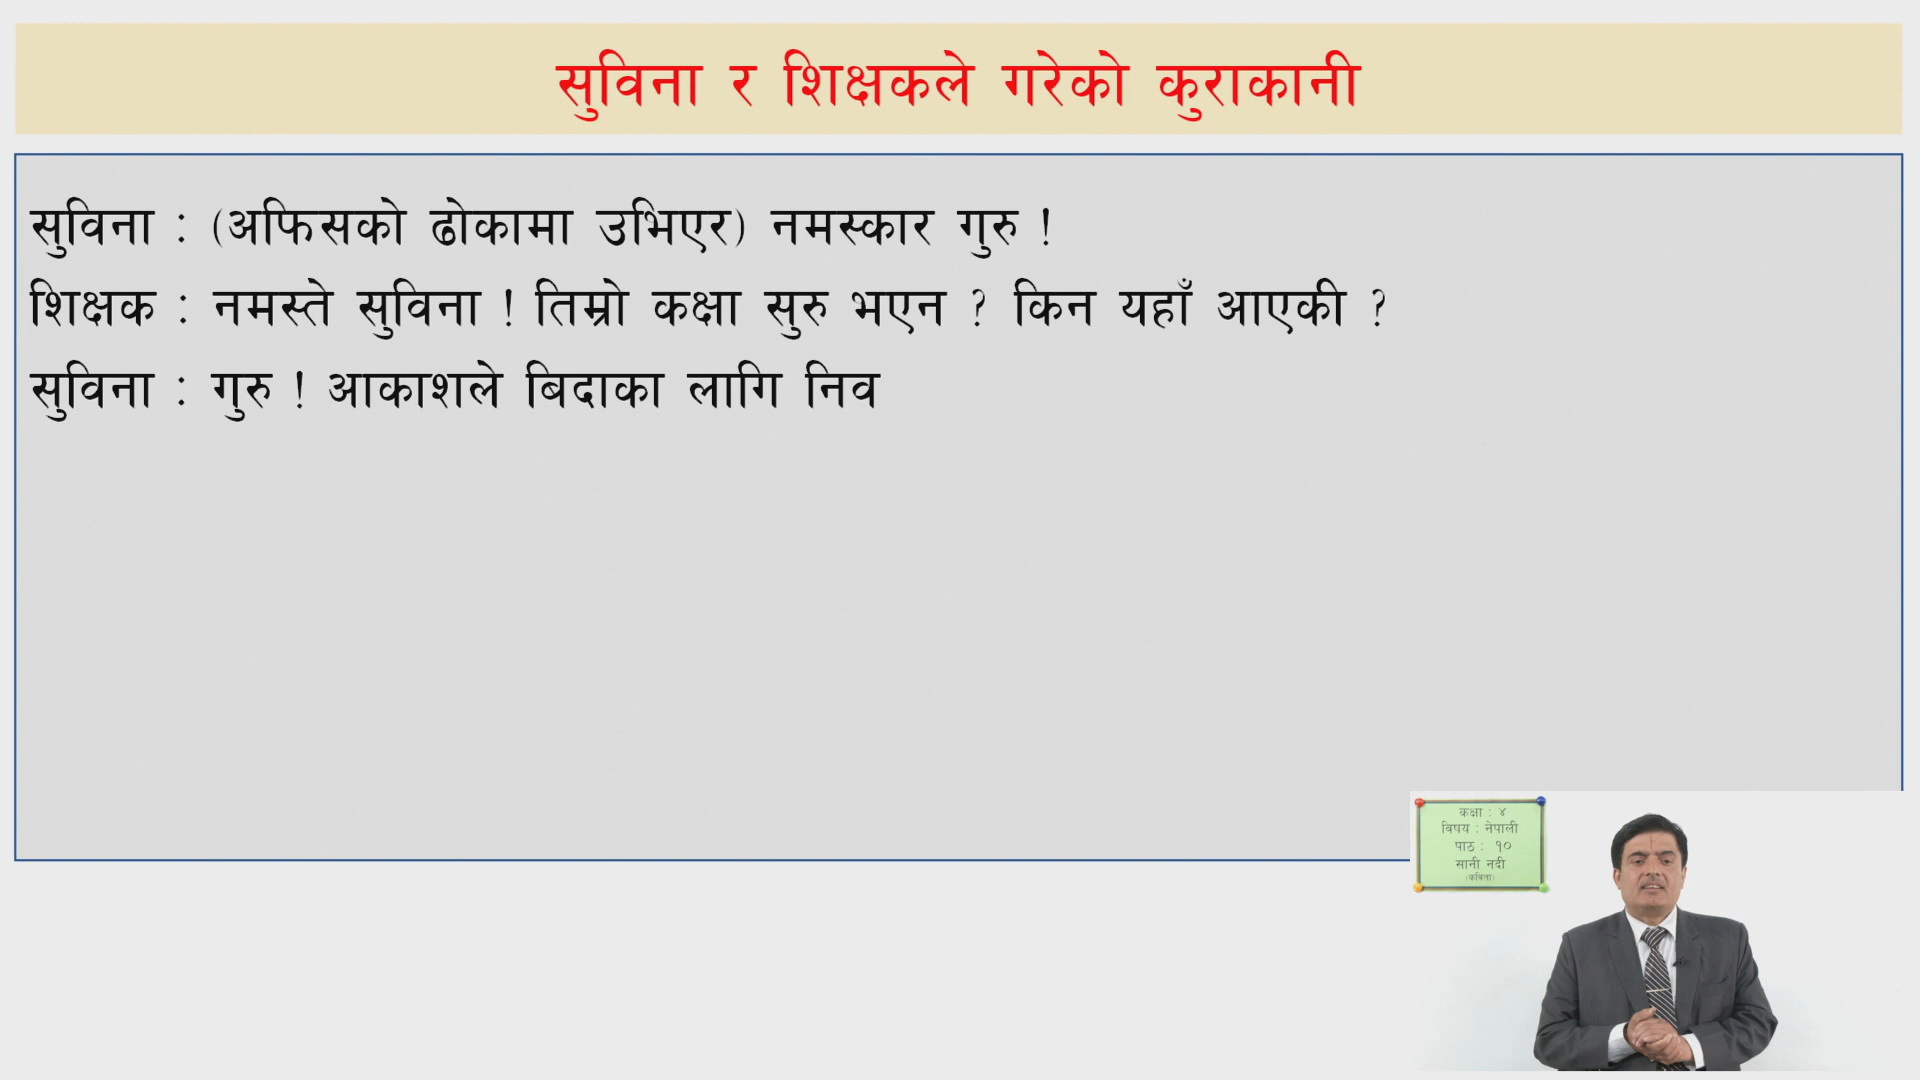 सुविना र शिक्षकले गरेको कुराकानी
सुविना : (अफिसको ढोकामा उभिएर) नमस्कार गुरु !
शिक्षक : नमस्ते सुविना ! तिम्रो कक्षा सुरु भएन ? किन यहाँ आएकी ?
सुविना : गुरु ! आकाशले बिदाका लागि निव
कक्षा : ४
विषय : नेपाली
पाठ : १०
सानी नदी
(कविता)